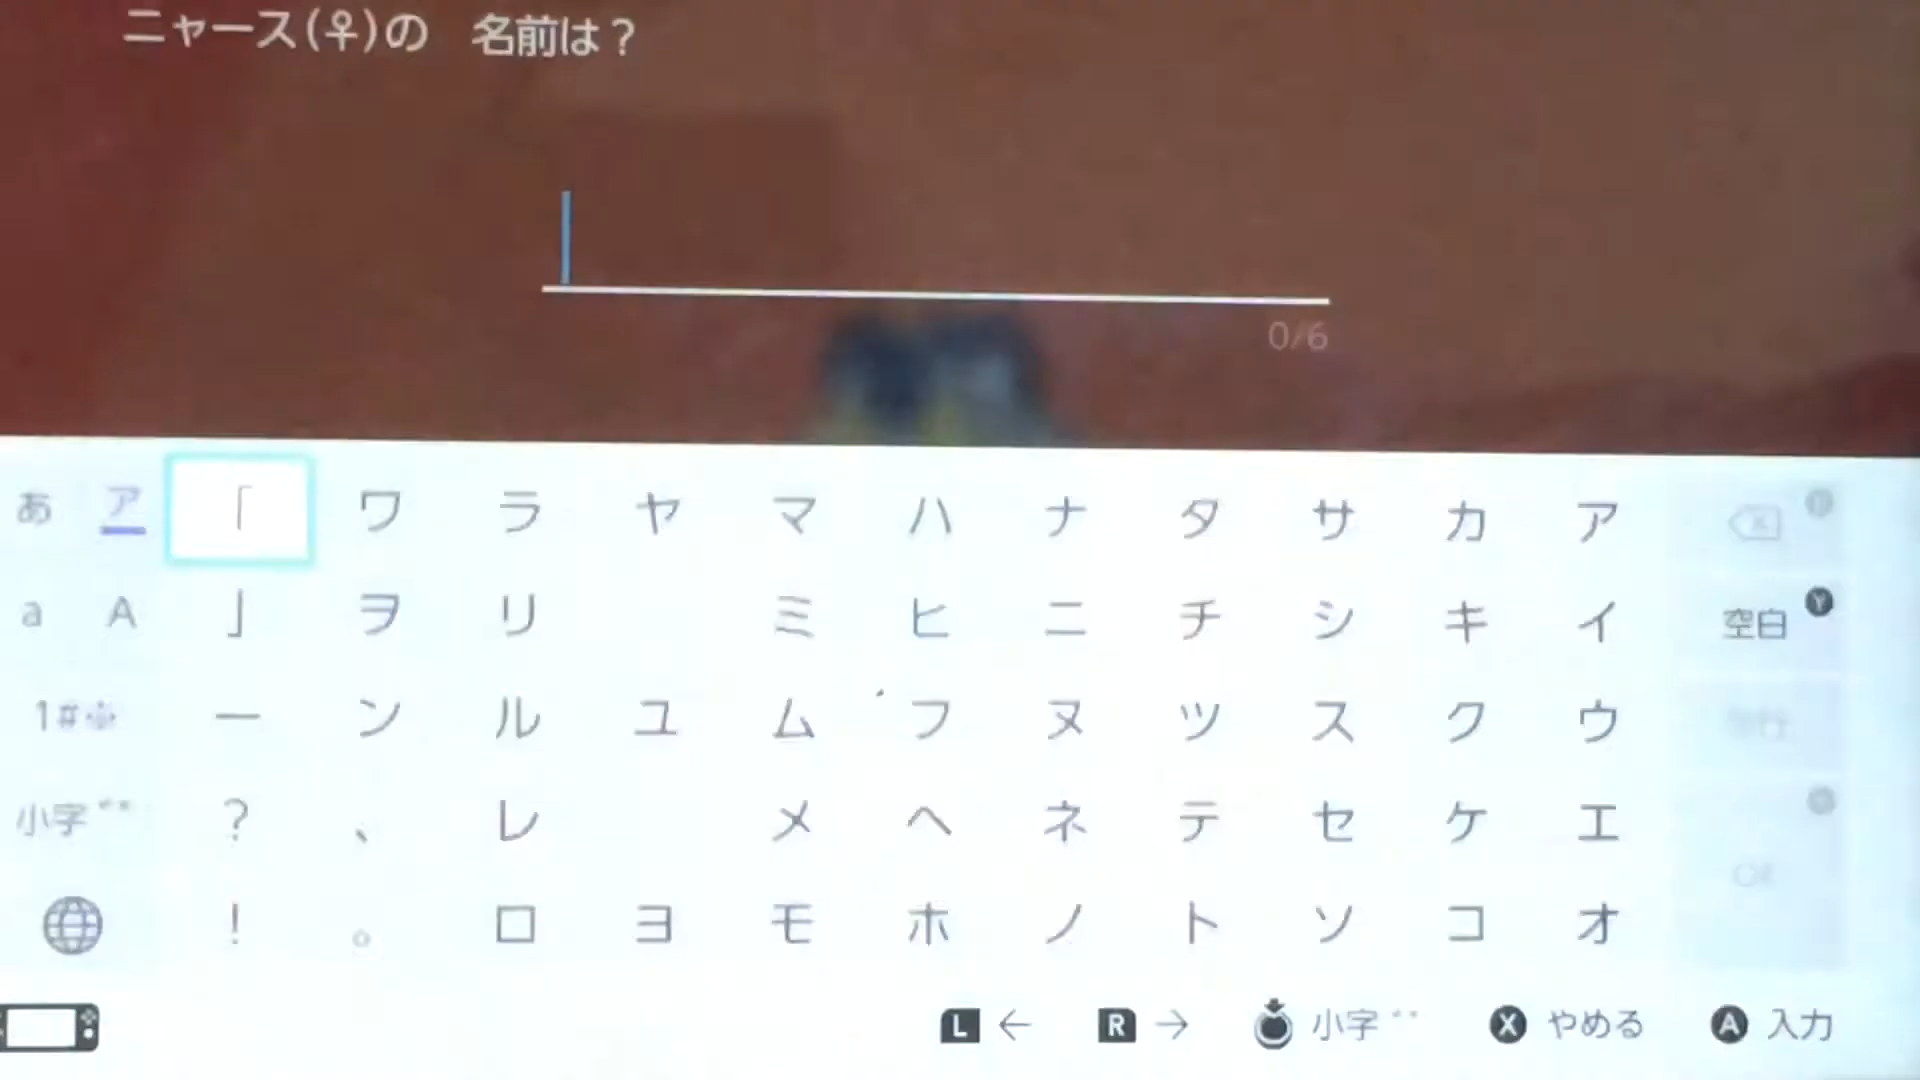 ニャース(♀)の 名前は？
0/6
あ ア 「 ワ ラ ヤ マ ハ ナ タ サ カ ア
a A 」 ヲ リ ミ ヒ ニ チ シ キ イ 空白 Y
1#※ ー ン ル ユ ム フ ヌ ツ ス ク ウ
小字゛゜ ？ 、 レ メ ヘ ネ テ セ ケ エ
！ 。 ロ ヨ モ ホ ノ ト ソ コ オ OK
L ← R → 小字゛゜ X やめる A 入力